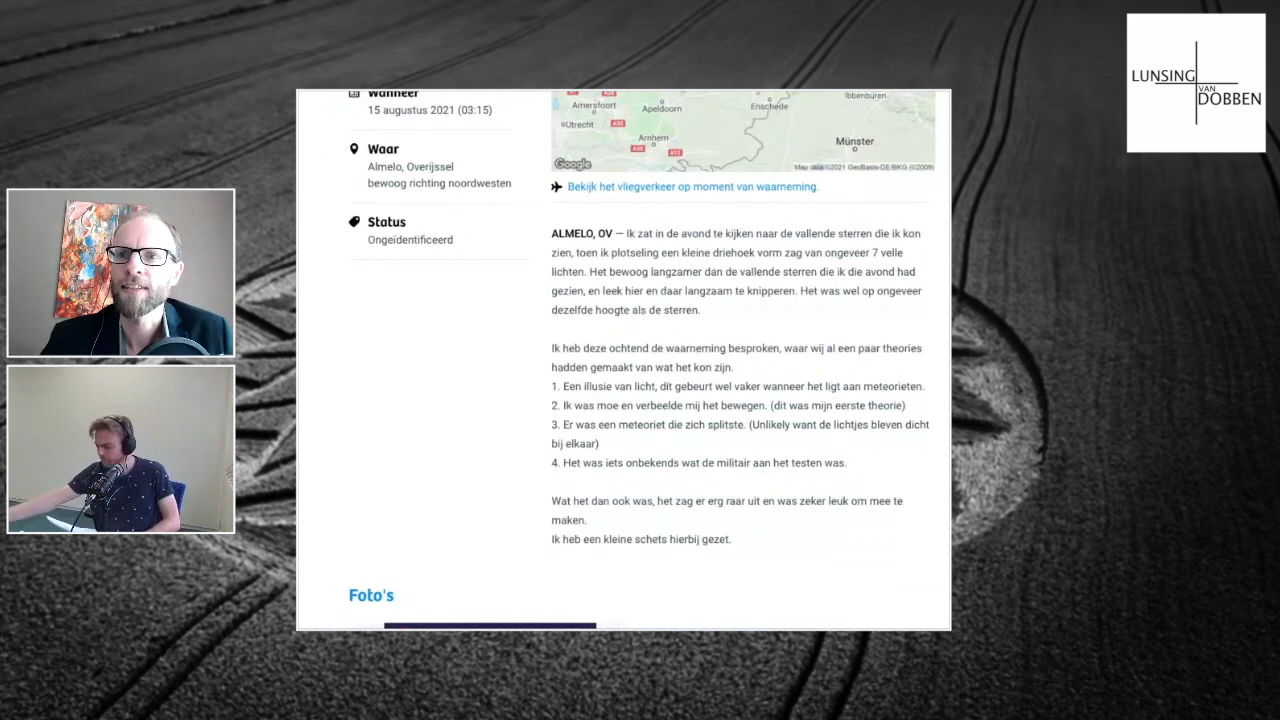 LUNSING
VAN
DOBBEN
Wanneer
15 augustus 2021 (03:15)
Waar
Almelo, Overijssel
bewoog richting noordwesten
Status
Ongeïdentificeerd
Amersfoort
Apeldoorn
Enschede
Ibbenbüren
Utrecht
A30
Arnhem
A50
A12
Münster
Google
Map data ©2021 GeoBasis-DE/BKG (©2009)
Bekijk het vliegverkeer op moment van waarneming.
ALMELO, OV — Ik zat in de avond te kijken naar de vallende sterren die ik kon
zien, toen ik plotseling een kleine driehoek vorm zag van ongeveer 7 velle
lichten. Het bewoog langzamer dan de vallende sterren die ik die avond had
gezien, en leek hier en daar langzaam te knipperen. Het was wel op ongeveer
dezelfde hoogte als de sterren.
Ik heb deze ochtend de waarneming besproken, waar wij al een paar theories
hadden gemaakt van wat het kon zijn.
1. Een illusie van licht, dit gebeurt wel vaker wanneer het ligt aan meteorieten.
2. Ik was moe en verbeelde mij het bewegen. (dit was mijn eerste theorie)
3. Er was een meteoriet die zich splitste. (Unlikely want de lichtjes bleven dicht
bij elkaar)
4. Het was iets onbekends wat de militair aan het testen was.
Wat het dan ook was, het zag er erg raar uit en was zeker leuk om mee te
maken.
Ik heb een kleine schets hierbij gezet.
Foto's